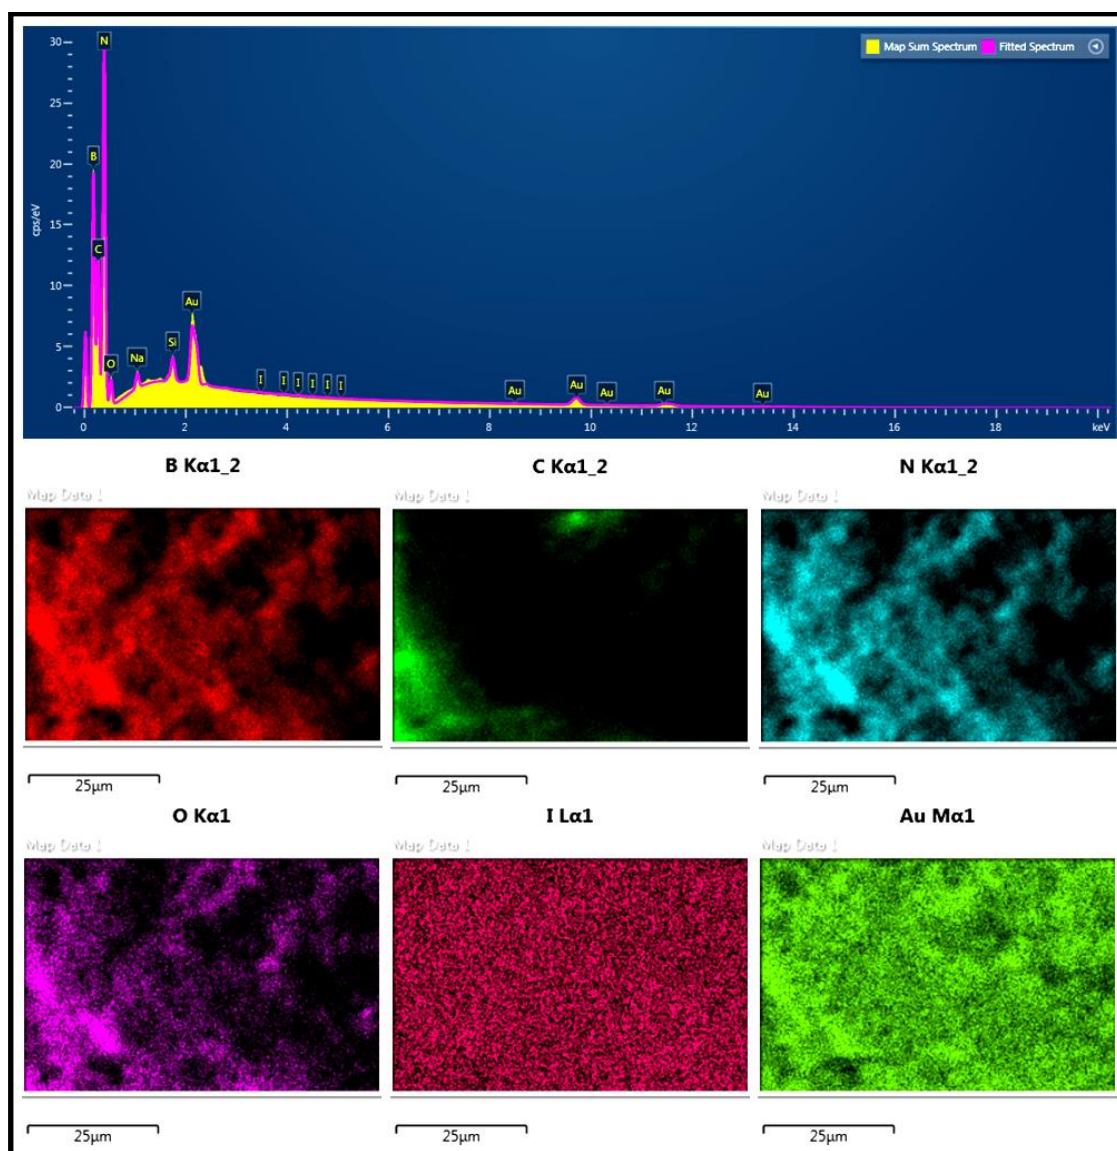 Map Sum Spectrum Fitted Spectrum
30
N
25
20
B
cps/eV
15
C
10
Au
5
Si
Na
O
I I I I I I
Au Au Au Au Au
0
0 2 4 6 8 10 12 14 16 18 keV
B Kα1_2 C Kα1_2 N Kα1_2
Map Data 1 Map Data 1 Map Data 1
25µm 25µm 25µm
O Kα1 I Lα1 Au Mα1
Map Data 1 Map Data 1 Map Data 1
25µm 25µm 25µm